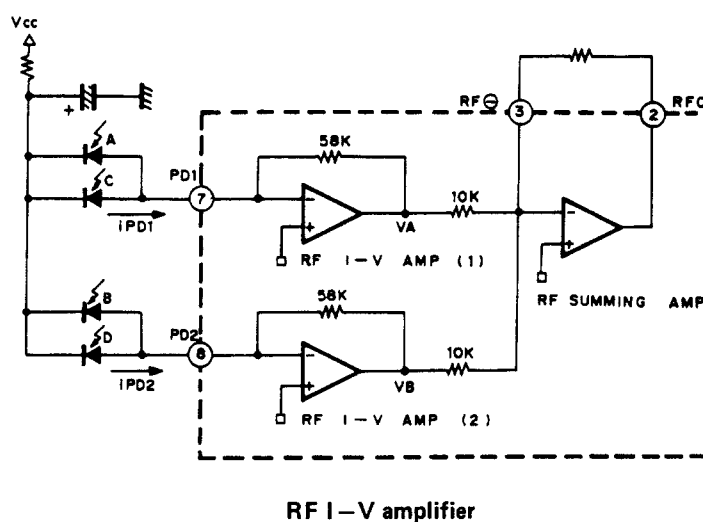 Vcc
+
RF ⊖
3
2
RFO
A
58K
C
PD1
7
−
+
10K
−
+
iPD1
VA
RF I−V AMP (1)
RF SUMMING AMP
B
58K
D
PD2
8
−
+
10K
iPD2
VB
RF I−V AMP (2)
RF I−V amplifier